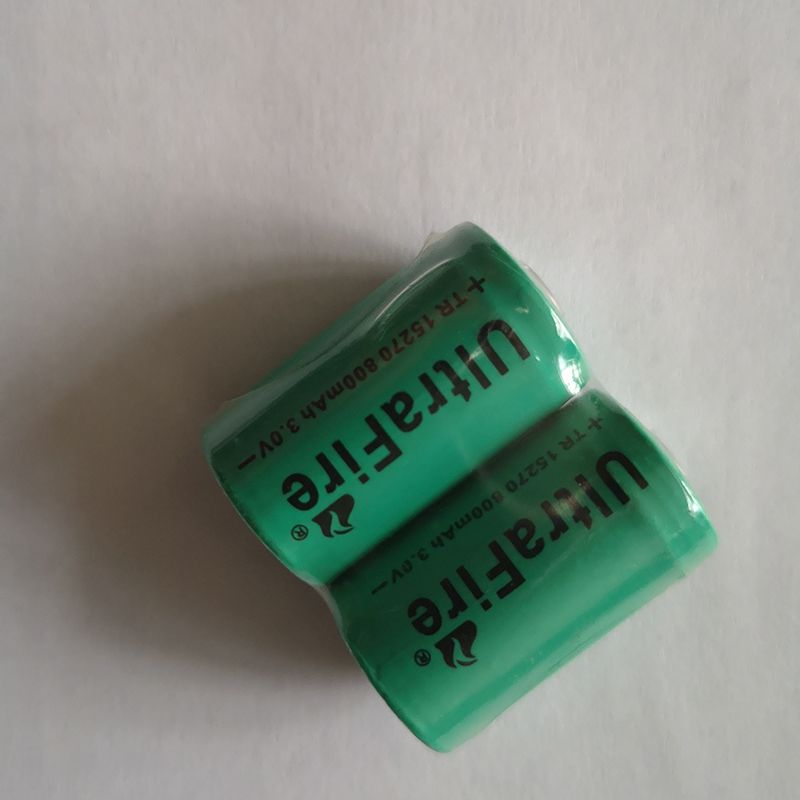 +TR 15270 800mAh 3.0V−
UltraFire®
+TR 15270 800mAh 3.0V−
UltraFire®